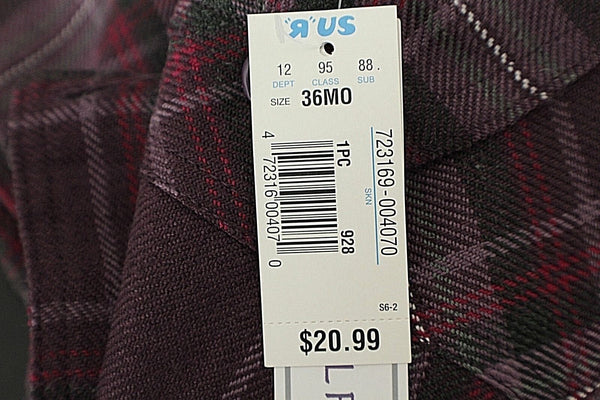 "R" US
12 95 88.
DEPT CLASS SUB
SIZE 36MO
1PC
928
4 72316 00407 0
723169-004070
SKN
S6-2
$20.99